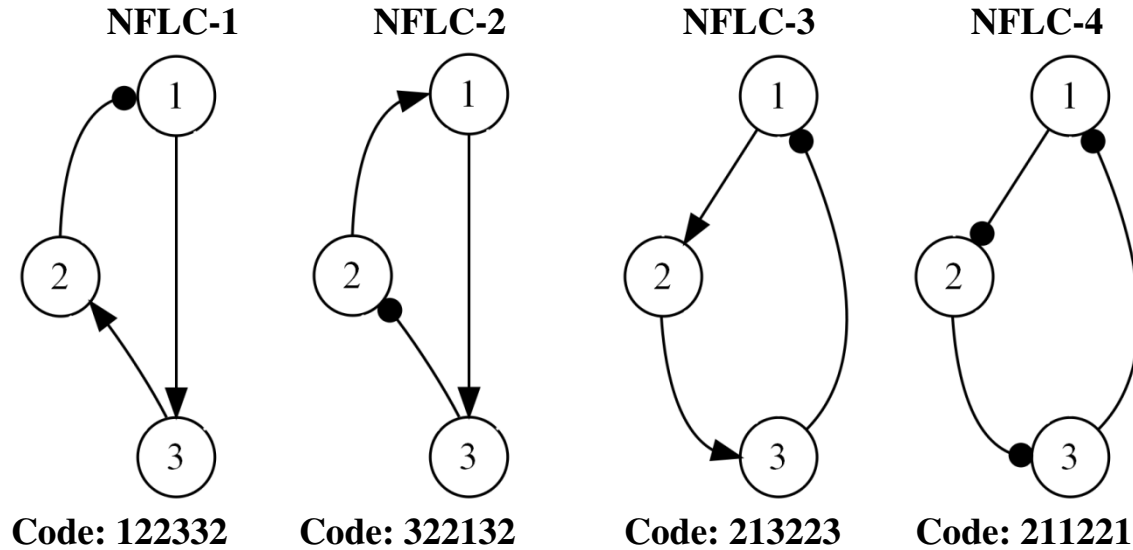 NFLC-1 NFLC-2 NFLC-3 NFLC-4
1 1 1 1
2 2 2 2
3 3 3 3
Code: 122332 Code: 322132 Code: 213223 Code: 211221